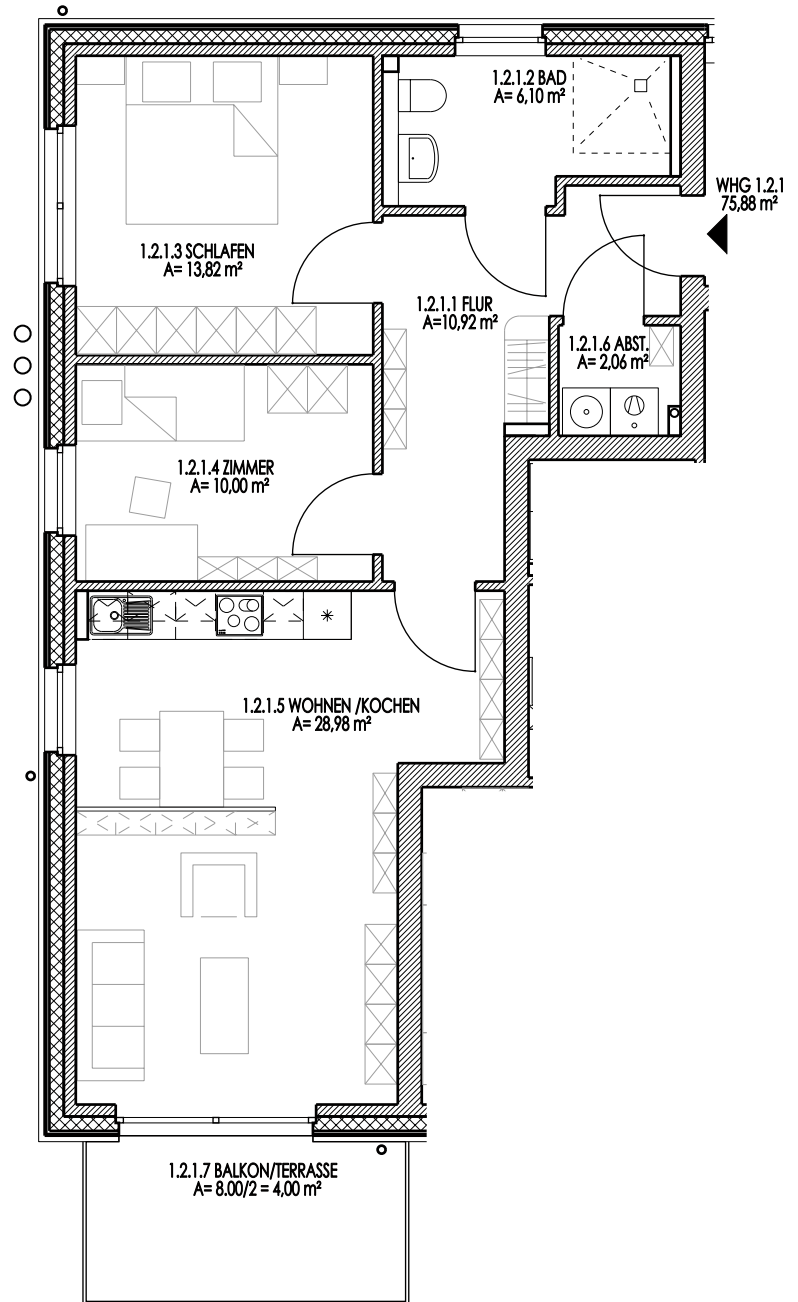 1.2.1.2 BAD
A= 6,10 m²
WHG 1.2.1
75,88 m²
1.2.1.3 SCHLAFEN
A= 13,82 m²
1.2.1.1 FLUR
A=10,92 m²
1.2.1.6 ABST.
A= 2,06 m²
1.2.1.4 ZIMMER
A= 10,00 m²
1.2.1.5 WOHNEN /KOCHEN
A= 28,98 m²
1.2.1.7 BALKON/TERRASSE
A= 8.00/2 = 4,00 m²